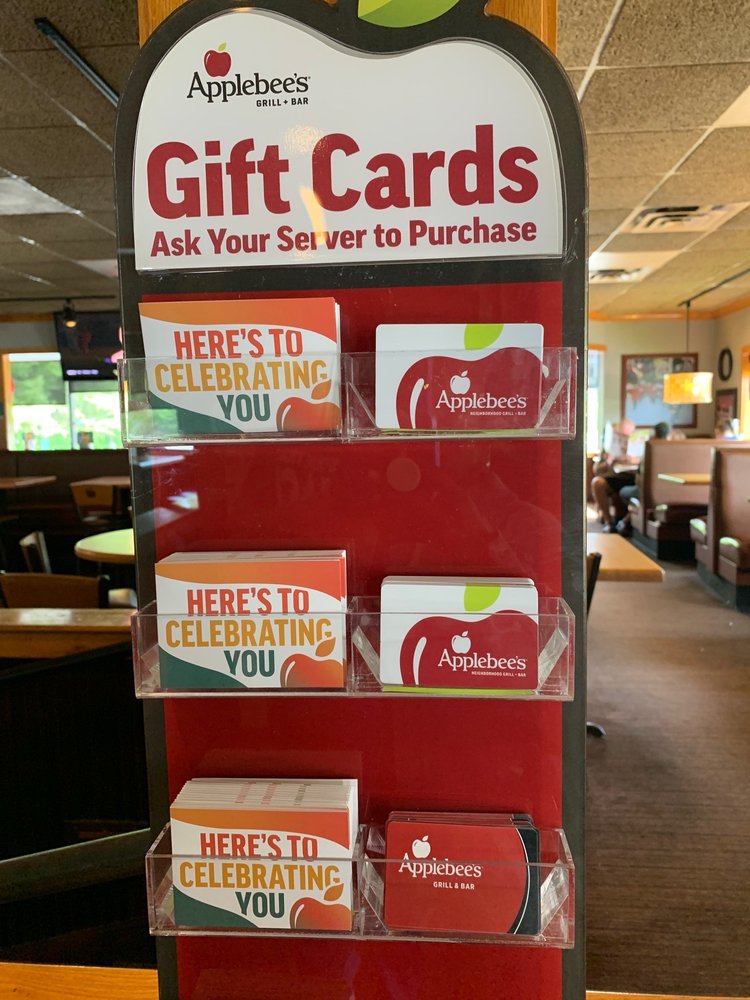 Applebee's
GRILL + BAR
Gift Cards
Ask Your Server to Purchase
HERE'S TO
CELEBRATING
YOU
Applebee's
NEIGHBORHOOD GRILL + BAR
HERE'S TO
CELEBRATING
YOU
Applebee's
NEIGHBORHOOD GRILL + BAR
HERE'S TO
CELEBRATING
YOU
Applebee's
GRILL & BAR